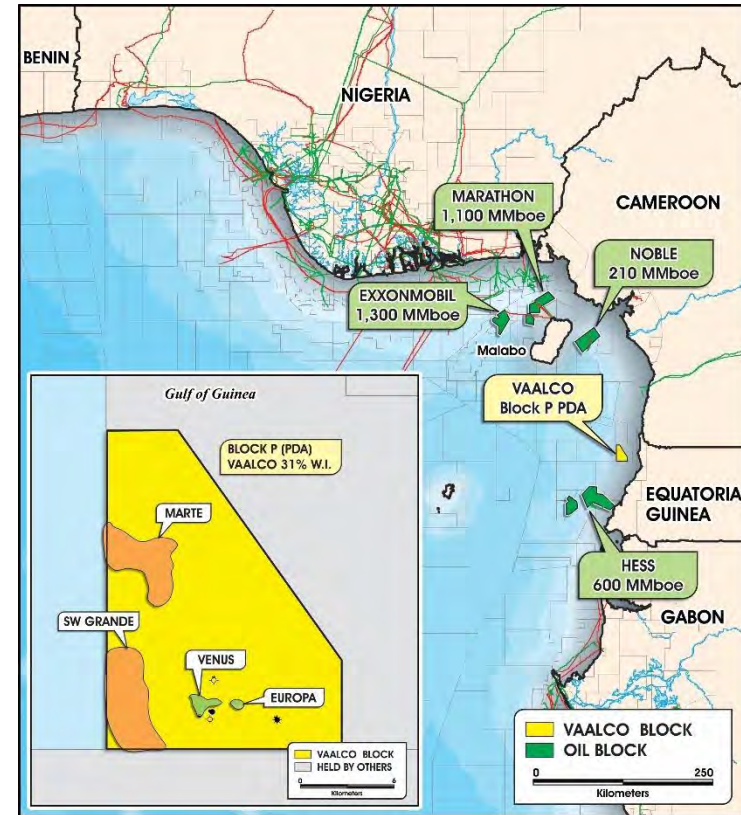 BENIN
NIGERIA
MARATHON
1,100 MMboe
CAMEROON
NOBLE
210 MMboe
EXXONMOBIL
1,300 MMboe
Malabo
VAALCO
Block P PDA
EQUATORIA
GUINEA
HESS
600 MMboe
GABON
Gulf of Guinea
BLOCK P (PDA)
VAALCO 31% W.I.
MARTE
SW GRANDE
VENUS
EUROPA
VAALCO BLOCK
HELD BY OTHERS
0 6
Kilometers
VAALCO BLOCK
OIL BLOCK
0 250
Kilometers